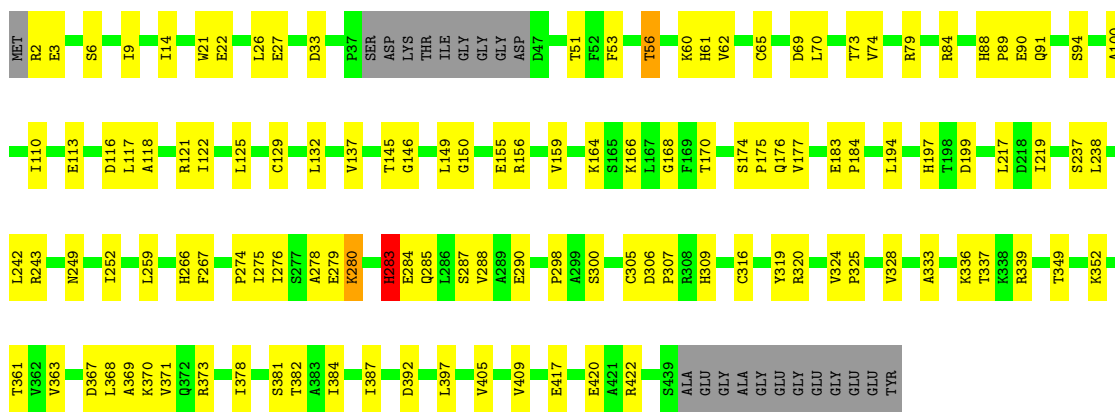 MET R2 E3 S6 I9 I14 W21 E22 L26 E27 D33 P37 SER ASP LYS THR ILE GLY GLY GLY ASP D47 T51 F52 F53 T56 K60 H61 V62 C65 D69 L70 T73 V74 R79 R84 H88 P89 E90 Q91 S94 A100
I110 E113 D116 L117 A118 R121 I122 L125 C129 L132 V137 T145 G146 L149 G150 E155 R156 V159 K164 S165 K166 L167 G168 F169 T170 S174 P175 Q176 V177 E183 P184 L194 H197 T198 D199 L217 D218 I219 S237 L238
L242 R243 N249 I252 L259 H266 F267 P274 I275 I276 S277 A278 E279 K280 H283 E284 Q285 L286 S287 V288 A289 E290 P298 A299 S300 C305 D306 P307 R308 H309 C316 Y319 R320 V324 P325 V328 A333 K336 T337 K338 R339 T349 K352
T361 V362 V363 D367 L368 A369 K370 V371 Q372 R373 I378 S381 T382 A383 I384 I387 D392 L397 V405 V409 E417 E420 A421 R422 S439 ALA GLU GLY ALA GLY GLU GLY GLU GLY GLU GLU TYR